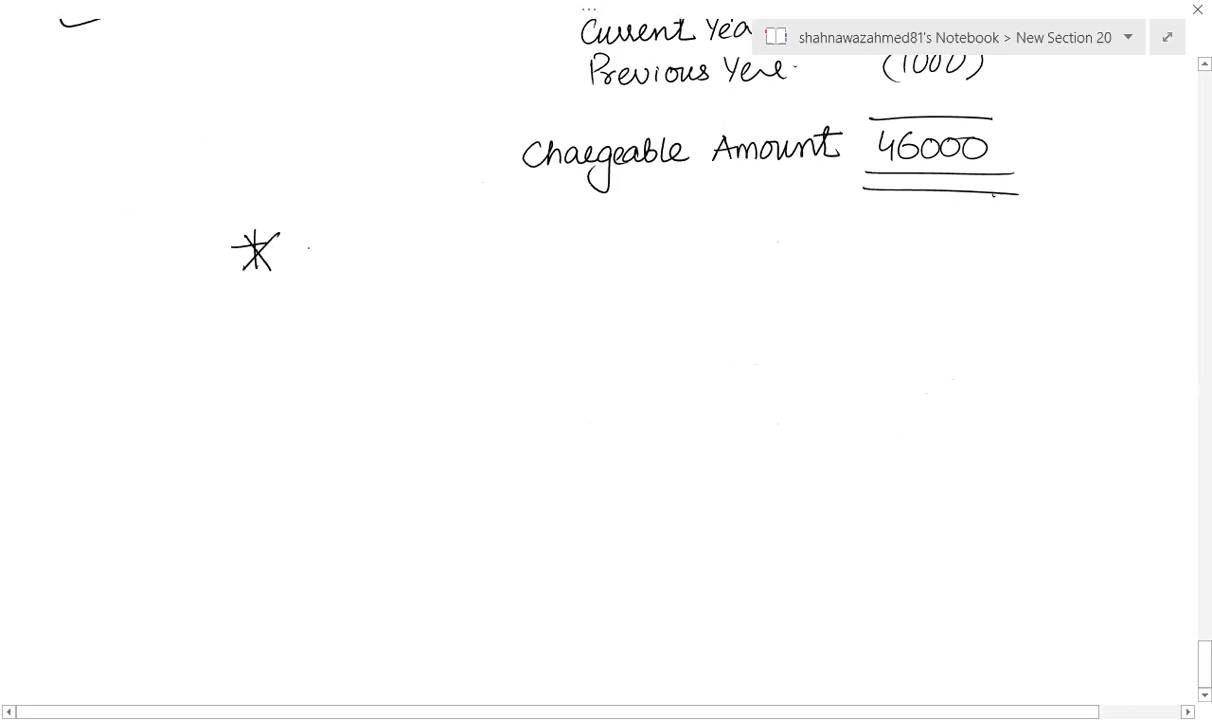 Current Yea
shahnawazahmed81's Notebook > New Section 20
Previous Year (1000)
Chargeable Amount 46000